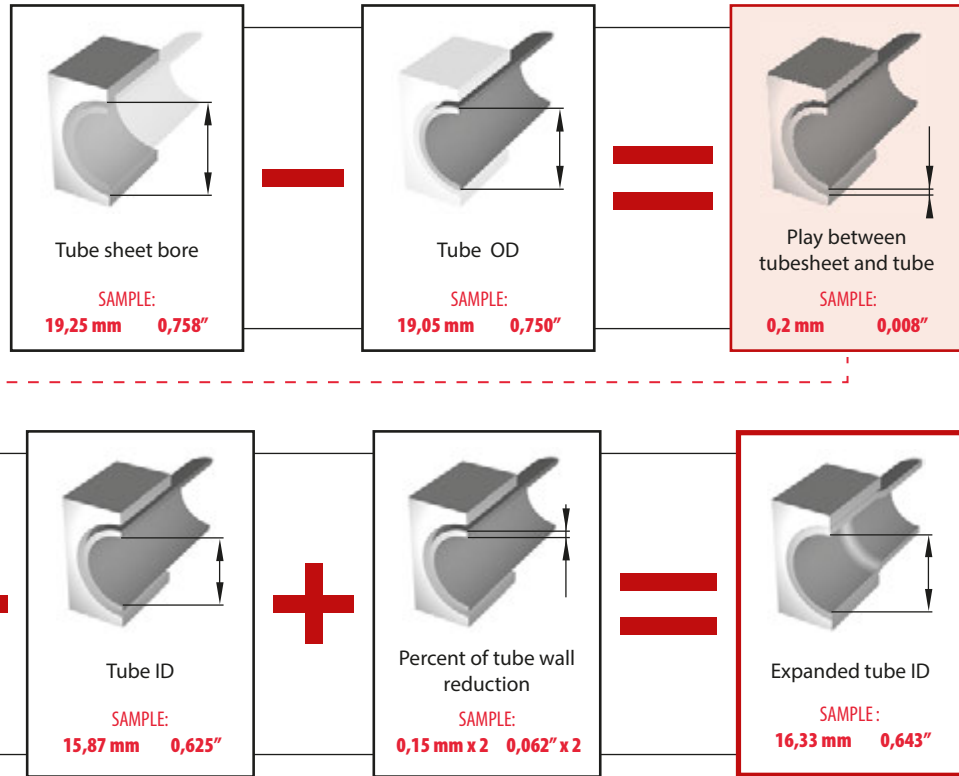 Tube sheet bore
SAMPLE:
19,25 mm 0,758″
Tube OD
SAMPLE:
19,05 mm 0,750″
Play between
tubesheet and tube
SAMPLE:
0,2 mm 0,008″
Tube ID
SAMPLE:
15,87 mm 0,625″
Percent of tube wall
reduction
SAMPLE:
0,15 mm x 2 0,062″ x 2
Expanded tube ID
SAMPLE :
16,33 mm 0,643″